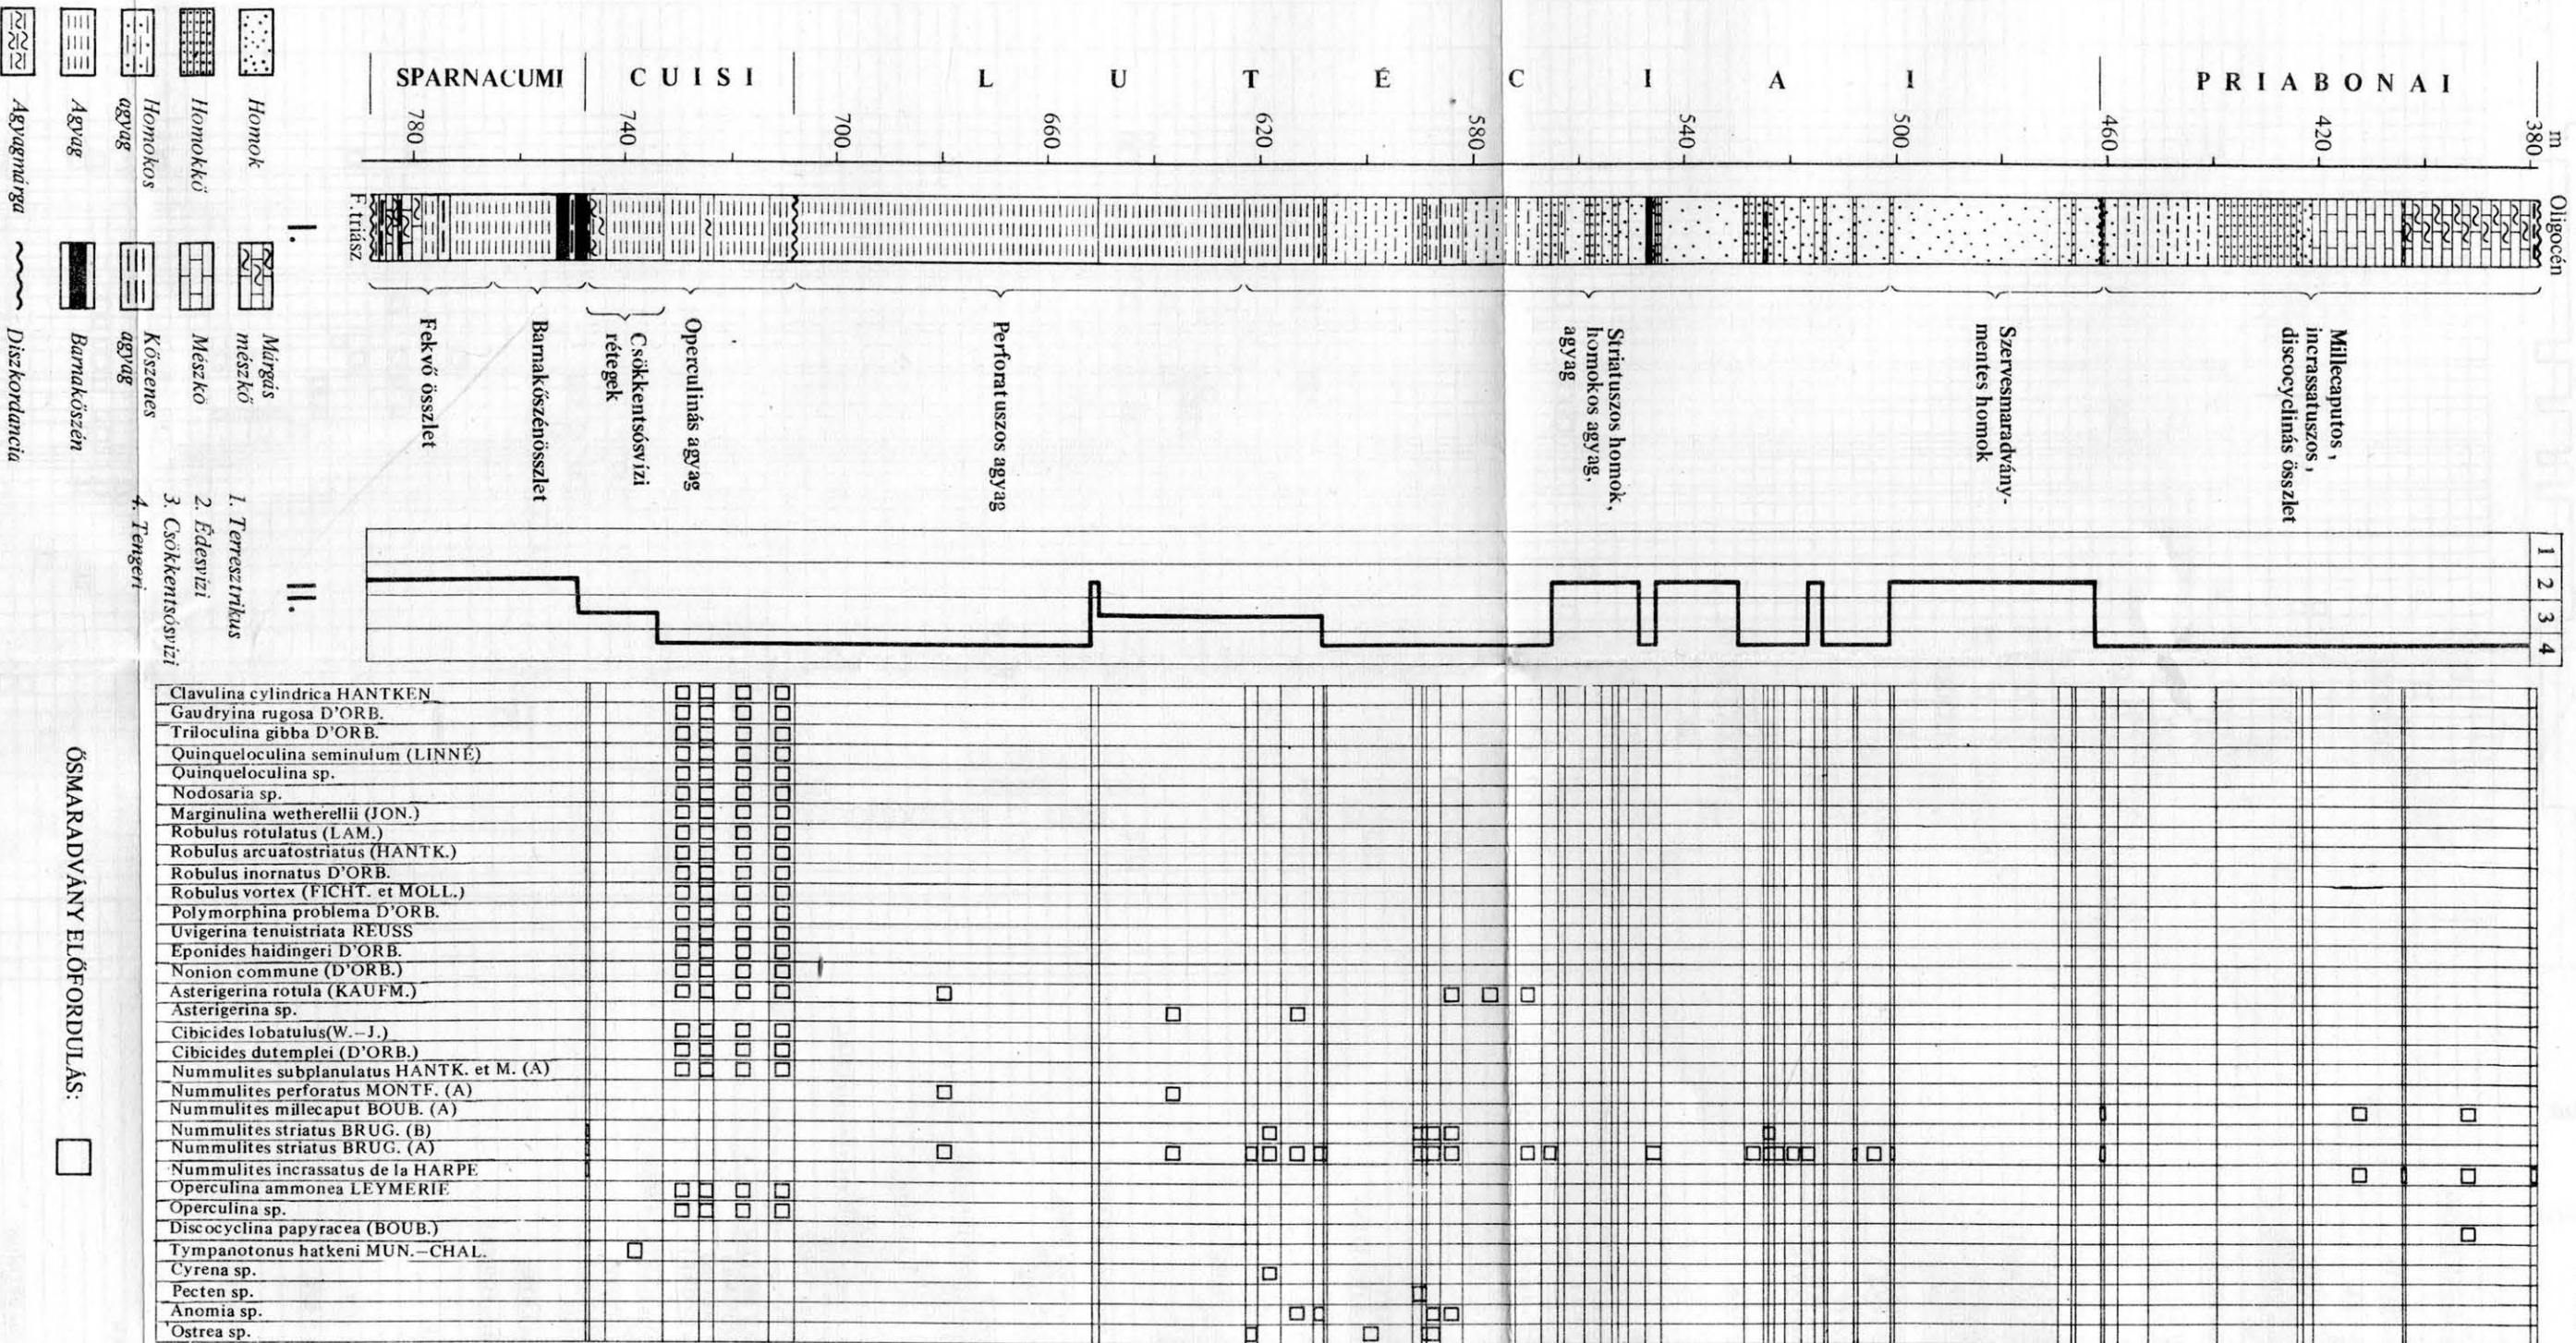 SPARNACUMI
CUISI
LUTÉCIAI
PRIABONAI
m
780
740
700
660
620
580
540
500
460
420
380
F.triász
Oligocén
I.
Fekvő összlet
Barnakőszénösszlet
Csökkentsósvizi
rétegek
Operculinás agyag
Perforatuszos agyag
Striatuszos homok,
homokos agyag,
agyag
Szervesmaradvány-
mentes homok
Millecaputos,
incrassatuszos,
discocyclinás összlet
Homok
Homokkő
Homokos
agyag
Agyag
Agyagmárga
Márgás
mészkő
Mészkő
Kőszenes
agyag
Barnakőszén
Diszkordancia
II.
1. Terresztrikus
2. Édesvizi
3. Csökkentsósvizi
4. Tengeri
1
2
3
4
Clavulina cylindrica HANTKEN
Gaudryina rugosa D'ORB.
Triloculina gibba D'ORB.
Quinqueloculina seminulum (LINNÉ)
Quinqueloculina sp.
Nodosaria sp.
Marginulina wetherellii (JON.)
Robulus rotulatus (LAM.)
Robulus arcuatostriatus (HANTK.)
Robulus inornatus D'ORB.
Robulus vortex (FICHT. et MOLL.)
Polymorphina problema D'ORB.
Uvigerina tenuistriata REUSS
Eponides haidingeri D'ORB.
Nonion commune (D'ORB.)
Asterigerina rotula (KAUFM.)
Asterigerina sp.
Cibicides lobatulus(W.–J.)
Cibicides dutemplei (D'ORB.)
Nummulites subplanulatus HANTK. et M. (A)
Nummulites perforatus MONTF. (A)
Nummulites millecaput BOUB. (A)
Nummulites striatus BRUG. (B)
Nummulites striatus BRUG. (A)
Nummulites incrassatus de la HARPE
Operculina ammonea LEYMERIE
Operculina sp.
Discocyclina papyracea (BOUB.)
Tympanotonus hatkeni MUN.–CHAL.
Cyrena sp.
Pecten sp.
Anomia sp.
Ostrea sp.
ŐSMARADVÁNY ELŐFORDULÁS: